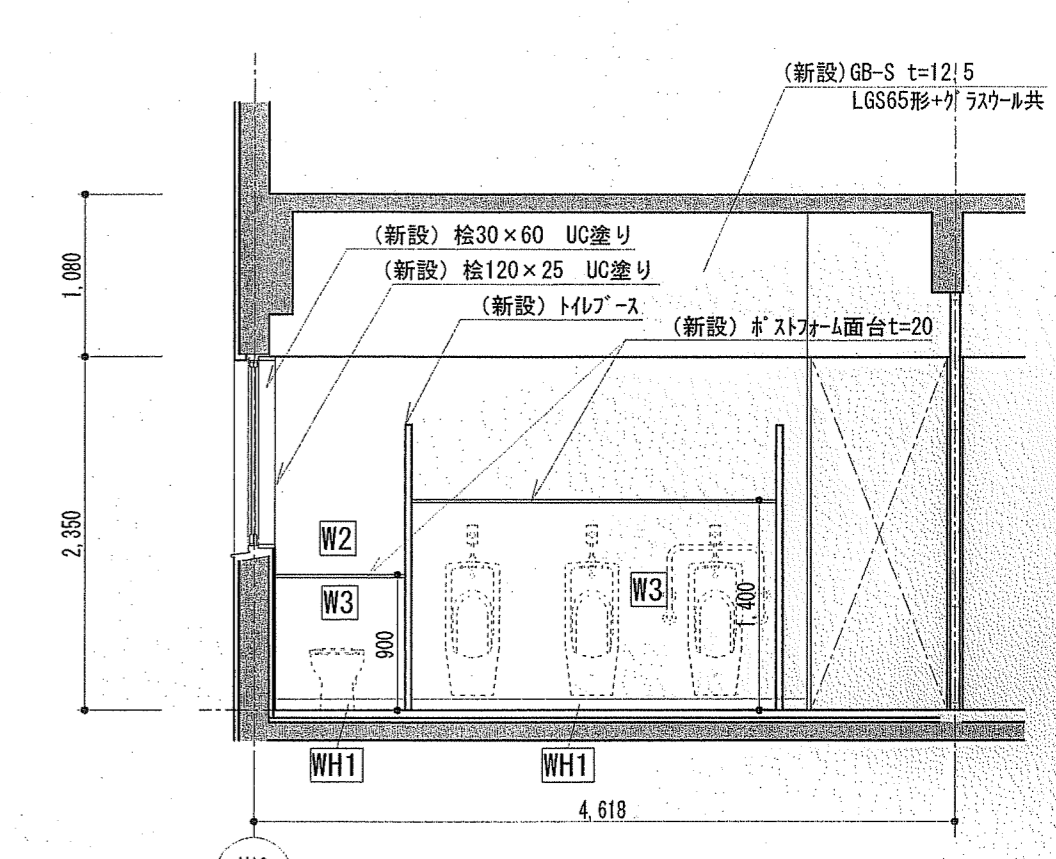 (新設)GB-S t=12.5
LGS65形+グラスウール共
(新設) 桧30×60 UC塗り
(新設) 桧120×25 UC塗り
(新設) トイレブース
(新設) ポストフォーム面台t=20
1,080
2,350
W2
W3
W3
900
1,400
WH1
WH1
4,618